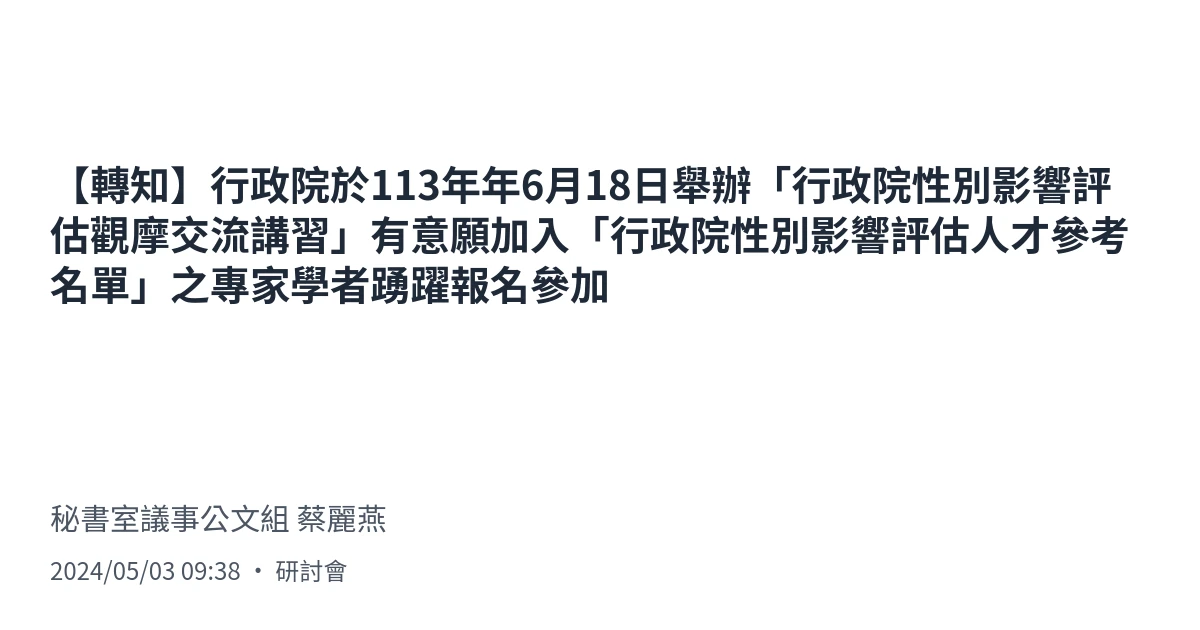 【轉知】行政院於113年年6月18日舉辦「行政院性別影響評
估觀摩交流講習」有意願加入「行政院性別影響評估人才參考
名單」之專家學者踴躍報名參加
秘書室議事公文組 蔡麗燕
2024/05/03 09:38 • 研討會